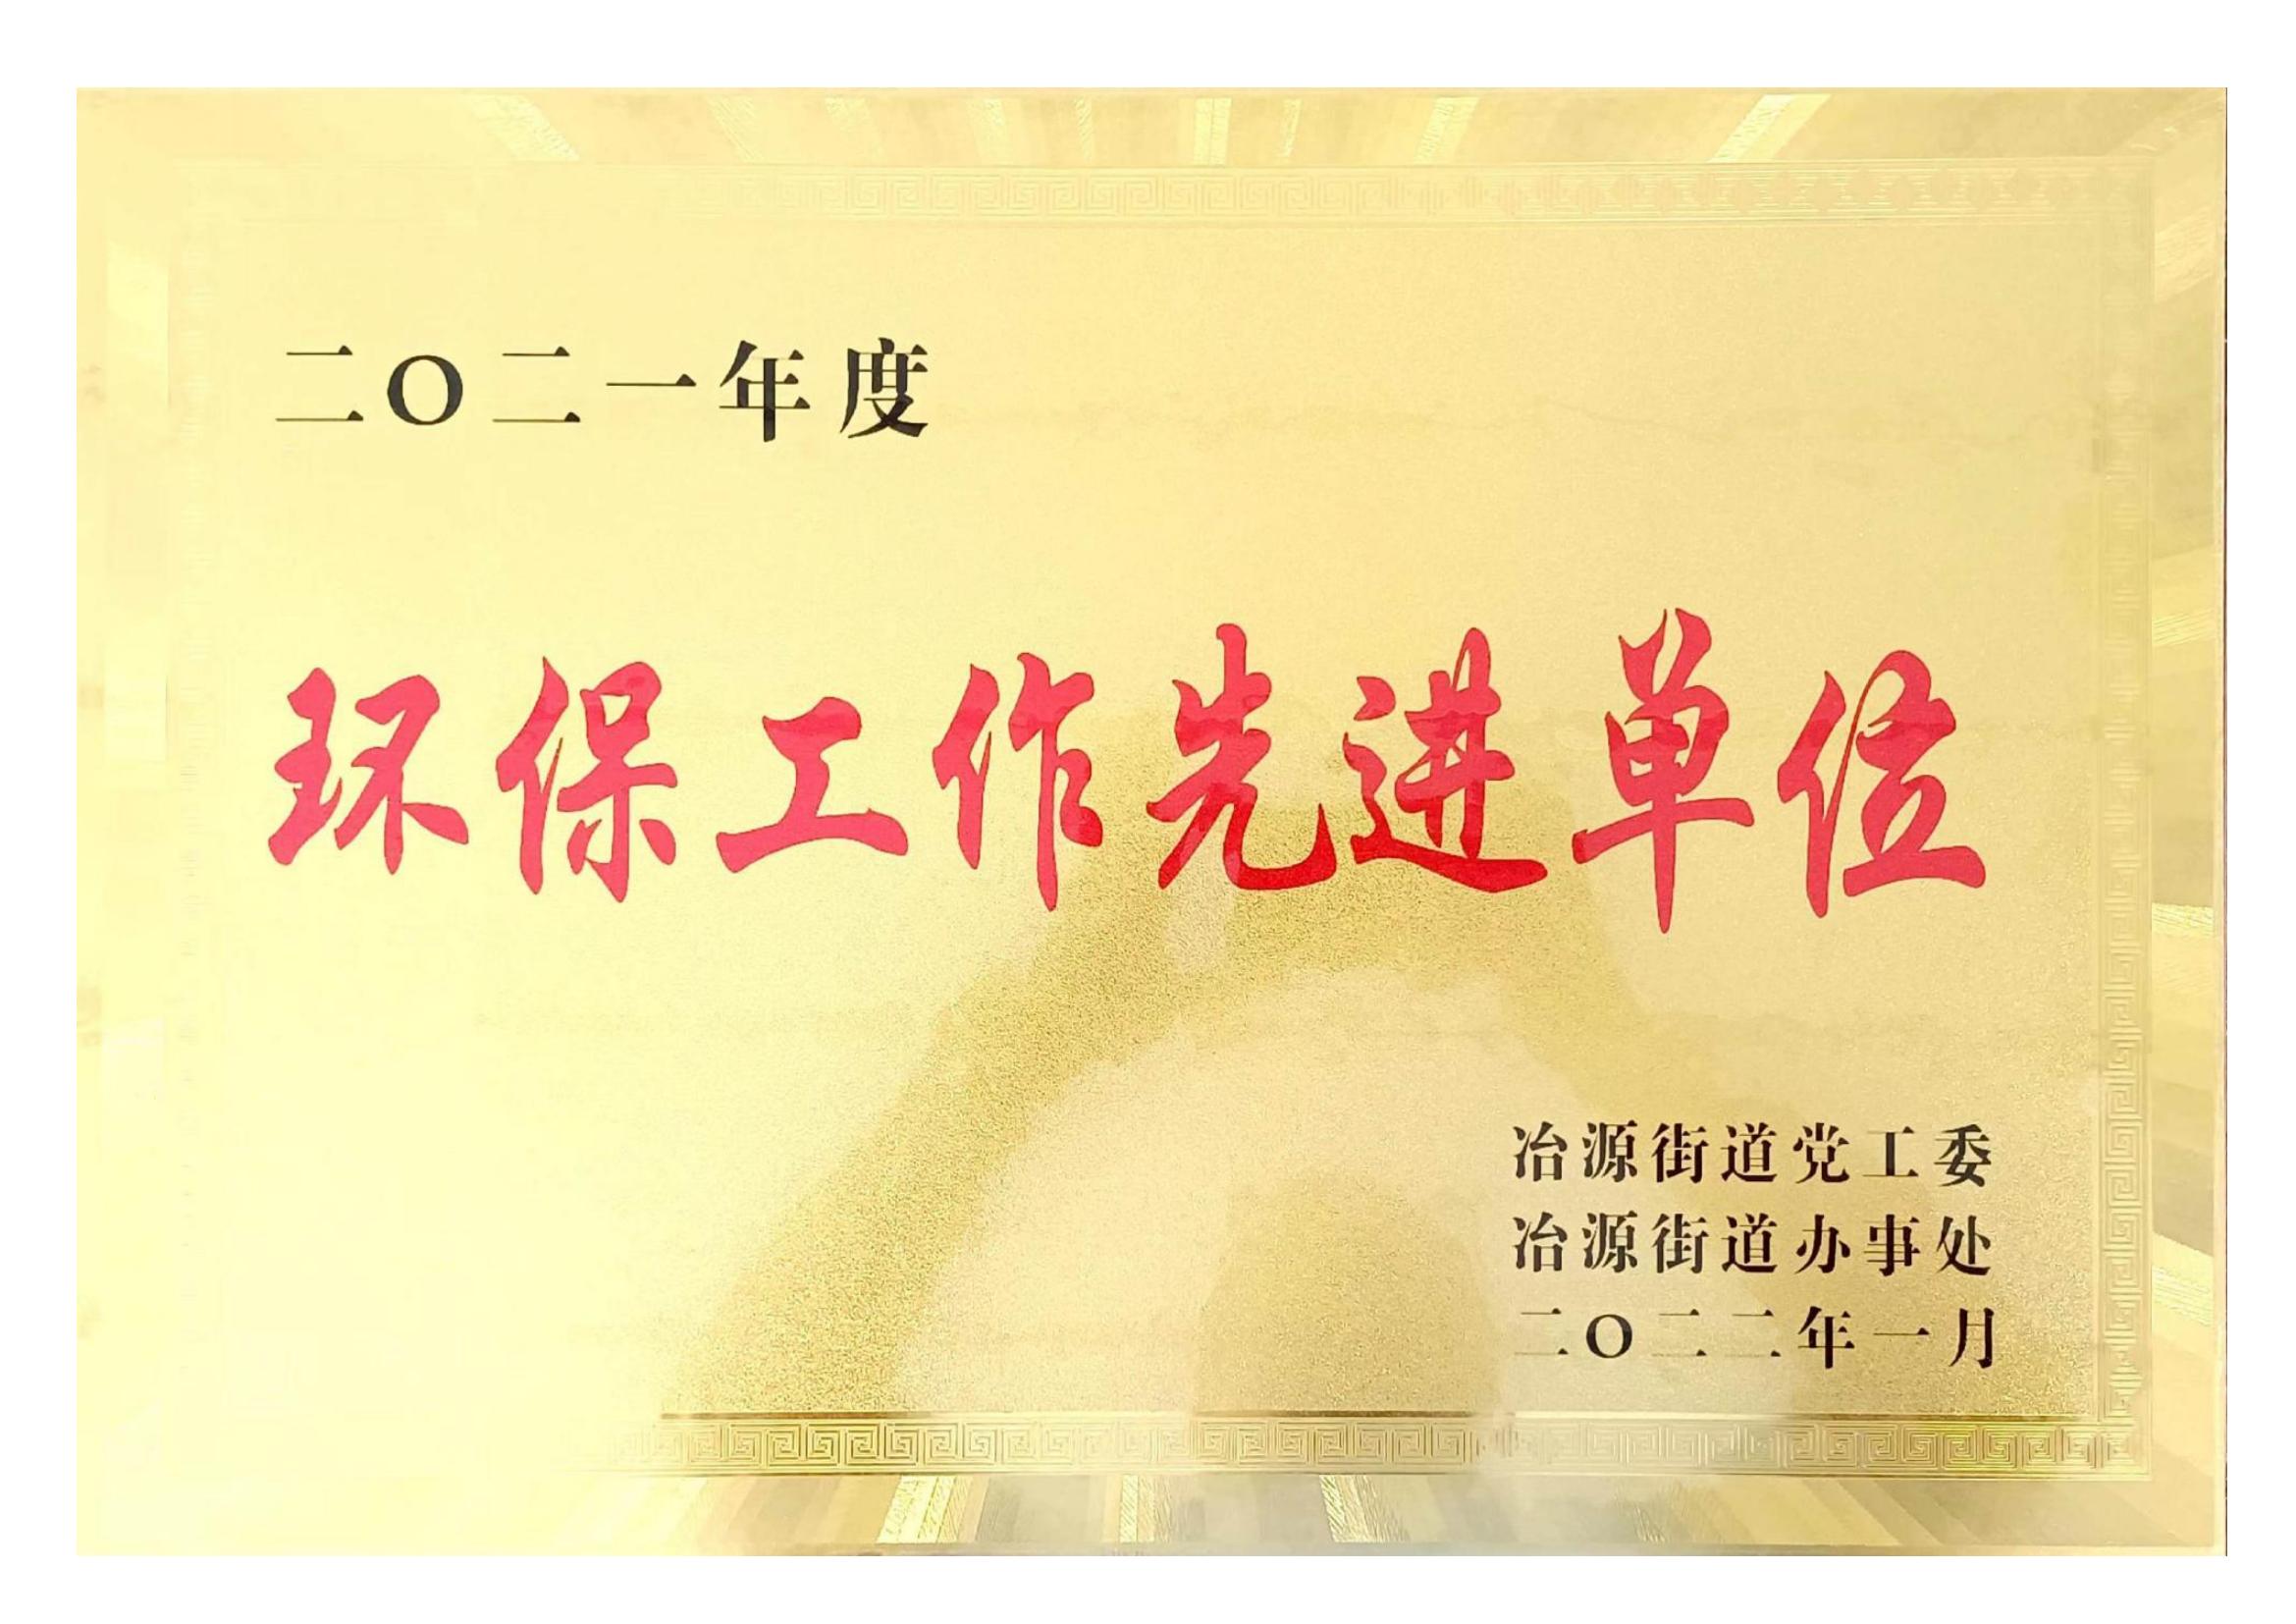 二〇二一年度
环保工作先进单位
冶源街道党工委
冶源街道办事处
二〇二二年一月